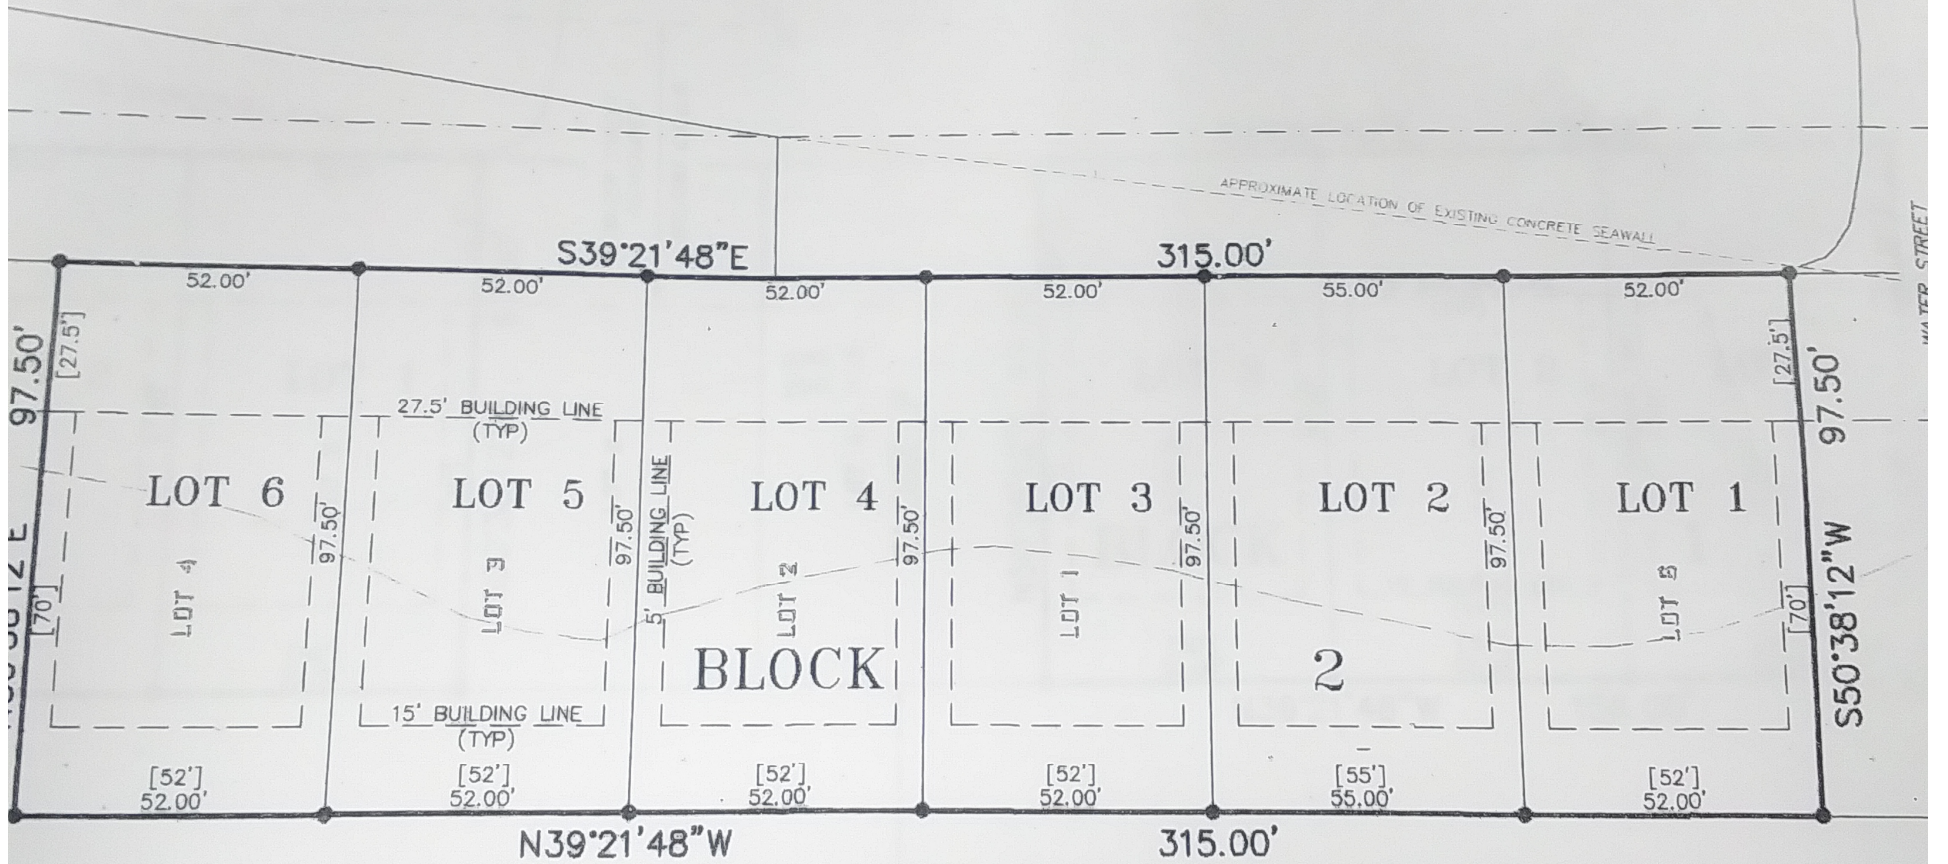 APPROXIMATE LOCATION OF EXISTING CONCRETE SEAWALL
WATER STREET
S39°21'48"E
315.00'
52.00'
52.00'
52.00'
52.00'
55.00'
52.00'
97.50'
[27.5']
[27.5']
97.50'
27.5' BUILDING LINE
(TYP)
LOT 6
LOT 5
LOT 4
LOT 3
LOT 2
LOT 1
97.50'
97.50'
5' BUILDING LINE
(TYP)
97.50'
97.50'
97.50'
LOT 4
LOT 3
LOT 2
LOT 1
LOT 5
[70']
[70']
S50°38'12"W
BLOCK 2
15' BUILDING LINE
(TYP)
[52']
[52']
[52']
[52']
[55']
[52']
52.00'
52.00'
52.00'
52.00'
55.00'
52.00'
N39°21'48"W
315.00'